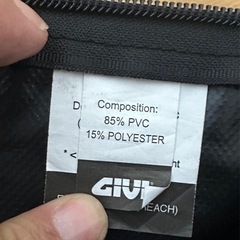 Composition:
85% PVC
15% POLYESTER
GIVI
EACH)